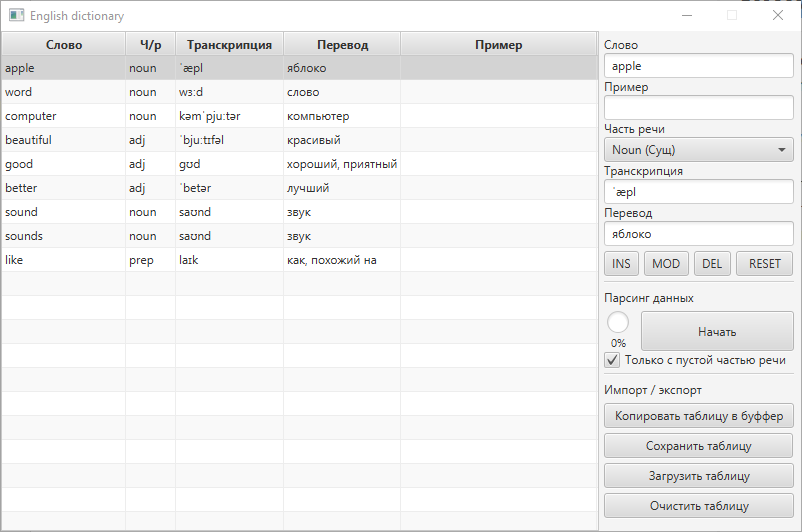 English dictionary
Слово Ч/р Транскрипция Перевод Пример
apple noun ˈæpl яблоко
word noun wɜːd слово
computer noun kəmˈpjuːtər компьютер
beautiful adj ˈbjuːtɪfəl красивый
good adj gʊd хороший, приятный
better adj ˈbetər лучший
sound noun saʊnd звук
sounds noun saʊnd звук
like prep laɪk как, похожий на
Слово
apple
Пример
Часть речи
Noun (Сущ)
Транскрипция
ˈæpl
Перевод
яблоко
INS MOD DEL RESET
Парсинг данных
0%
Начать
Только с пустой частью речи
Импорт / экспорт
Копировать таблицу в буффер
Сохранить таблицу
Загрузить таблицу
Очистить таблицу